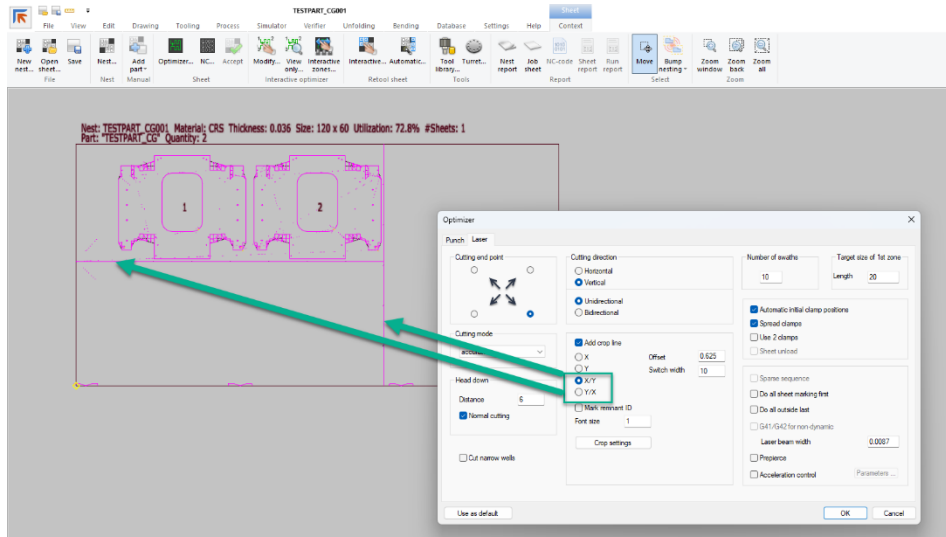 TESTPART_CG001
Sheet
File View Edit Drawing Tooling Process Simulator Verifier Unfolding Bending Database Settings Help Context
New nest... Open sheet... Save Nest... Add part Optimizer... NC... Accept Modify... View only... Interactive zones... Interactive... Automatic... Tool library... Turret... Nest report Job sheet NC-code Sheet report Run report Move Bump nesting Zoom window Zoom back Zoom all
File Nest Manual Sheet Interactive optimizer Retool sheet Tools Report Select Zoom
Nest: TESTPART_CG001 Material: CRS Thickness: 0.036 Size: 120 x 60 Utilization: 72.8% #Sheets: 1
Part: "TESTPART_CG" Quantity: 2
1 2
Optimizer
Punch Laser
Cutting end point
Cutting mode
Head down
Distance 6
Normal cutting
Cut narrow wells
Cutting direction
Horizontal
Vertical
Unidirectional
Bidirectional
Add crop line
X Offset 0.625
Y Switch width 10
X/Y
Y/X
Mark remnant ID
Font size 1
Crop settings
Number of swaths
10
Target size of 1st zone
Length 20
Automatic initial clamp positions
Spread clamps
Use 2 clamps
Sheet unload
Sparse sequence
Do all sheet marking first
Do all outside last
G41/G42 for non-dynamic
Laser beam width 0.0087
Prepierce
Acceleration control Parameters ...
Use as default OK Cancel